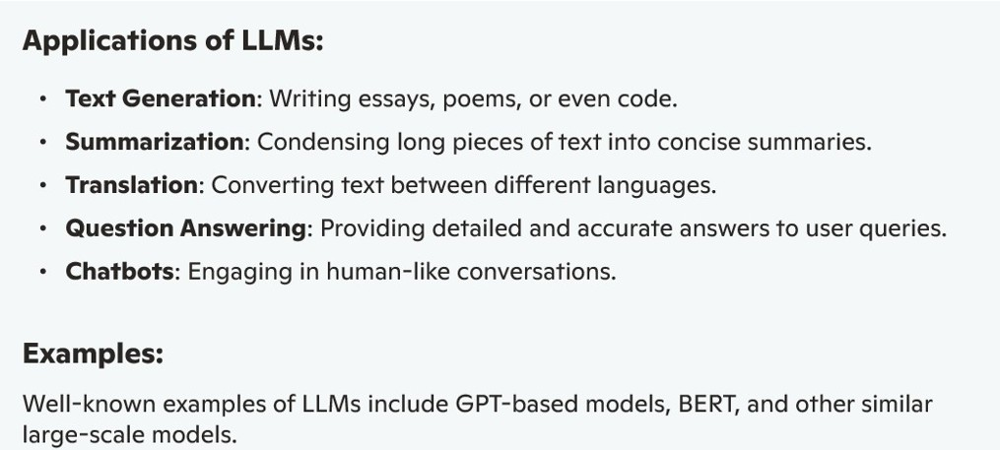 Applications of LLMs:
• Text Generation: Writing essays, poems, or even code.
• Summarization: Condensing long pieces of text into concise summaries.
• Translation: Converting text between different languages.
• Question Answering: Providing detailed and accurate answers to user queries.
• Chatbots: Engaging in human-like conversations.
Examples:
Well-known examples of LLMs include GPT-based models, BERT, and other similar
large-scale models.